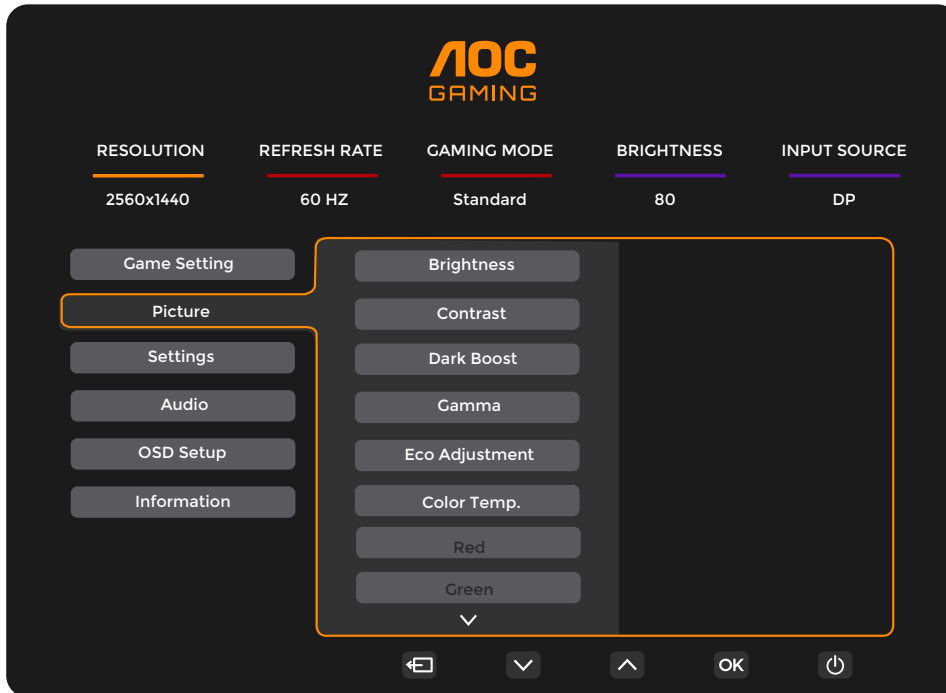 AOC
GAMING
RESOLUTION REFRESH RATE GAMING MODE BRIGHTNESS INPUT SOURCE
2560x1440 60 HZ Standard 80 DP
Game Setting
Picture
Settings
Audio
OSD Setup
Information
Brightness
Contrast
Dark Boost
Gamma
Eco Adjustment
Color Temp.
Red
Green
OK